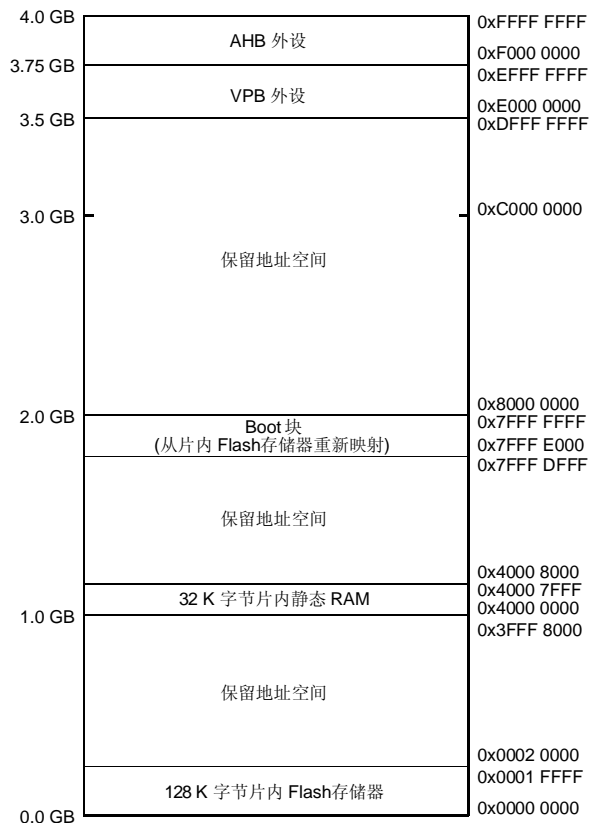 4.0 GB
0xFFFF FFFF
AHB 外设
0xF000 0000
3.75 GB
0xEFFF FFFF
VPB 外设
0xE000 0000
3.5 GB
0xDFFF FFFF
3.0 GB
0xC000 0000
保留地址空间
0x8000 0000
2.0 GB
0x7FFF FFFF
Boot 块
(从片内 Flash存储器重新映射)
0x7FFF E000
0x7FFF DFFF
保留地址空间
0x4000 8000
0x4000 7FFF
32 K 字节片内静态 RAM
0x4000 0000
1.0 GB
0x3FFF 8000
保留地址空间
0x0002 0000
0x0001 FFFF
128 K 字节片内 Flash存储器
0x0000 0000
0.0 GB